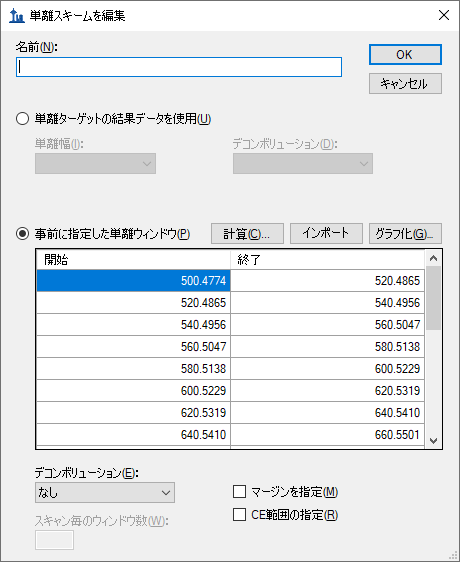 単離スキームを編集
名前(N):
OK
キャンセル
単離ターゲットの結果データを使用(U)
単離幅(I): デコンボリューション(D):
事前に指定した単離ウィンドウ(P) 計算(C)... インポート グラフ化(G)...
開始 終了
500.4774 520.4865
520.4865 540.4956
540.4956 560.5047
560.5047 580.5138
580.5138 600.5229
600.5229 620.5319
620.5319 640.5410
640.5410 660.5501
デコンボリューション(E):
なし
マージンを指定(M)
スキャン毎のウィンドウ数(W):
CE範囲の指定(R)